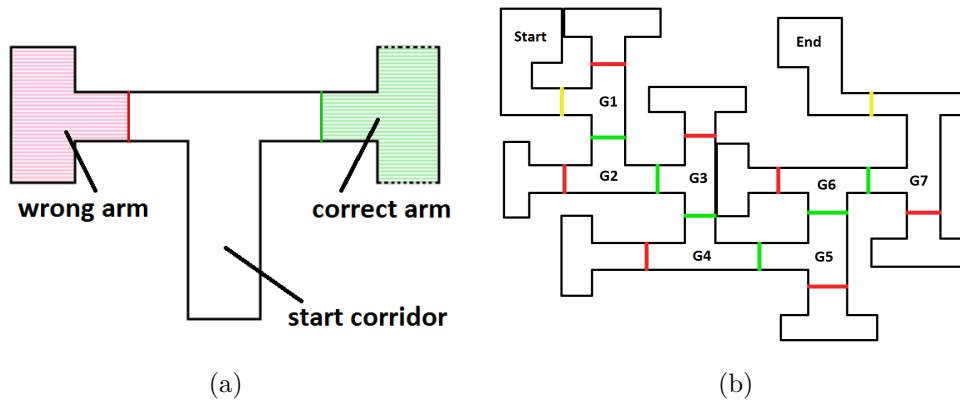 wrong arm
correct arm
start corridor
(a)
Start
End
G1
G2
G3
G6
G7
G4
G5
(b)